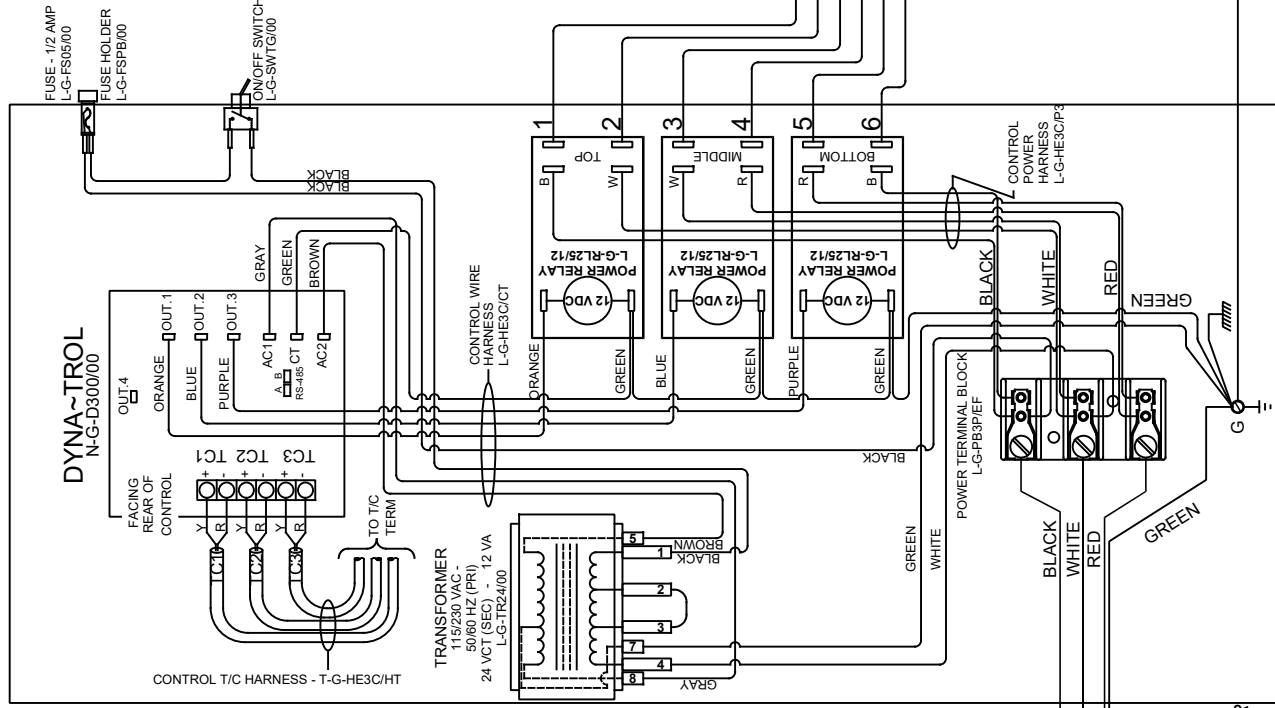 FUSE - 1/2 AMP
L-G-FS05/00
FUSE HOLDER
L-G-FSPB/00
ON/OFF SWITCH
L-G-SWTG/00
BLACK
BLACK
DYNA~TROL
N-G-D300/00
OUT.4
OUT.1
OUT.2
OUT.3
ORANGE
BLUE
PURPLE
A B
RS-485
AC1
CT
AC2
GRAY
GREEN
BROWN
FACING
REAR OF
CONTROL
TC1
TC2
TC3
+ - + - + -
Y R Y R Y R
C1
C2
C3
TO T/C
TERM
CONTROL T/C HARNESS - T-G-HE3C/HT
CONTROL WIRE
HARNESS
L-G-HE3C/CT
1 2 3 4 5 6
TOP
MIDDLE
BOTTOM
B W W R R B
POWER RELAY
L-G-RL25/12
12 VDC
POWER RELAY
L-G-RL25/12
12 VDC
POWER RELAY
L-G-RL25/12
12 VDC
ORANGE
GREEN
BLUE
GREEN
PURPLE
GREEN
CONTROL
POWER
HARNESS
L-G-HE3C/P3
BLACK
WHITE
RED
GREEN
G
BLACK
POWER TERMINAL BLOCK
L-G-PB3P/EF
BLACK
WHITE
RED
GREEN
GREEN
WHITE
TRANSFORMER
115/230 VAC -
50/60 HZ (PRI)
24 VCT (SEC) - 12 VA
L-G-TR24/00
5
1
2
3
7
4
8
BROWN
BLACK
GRAY